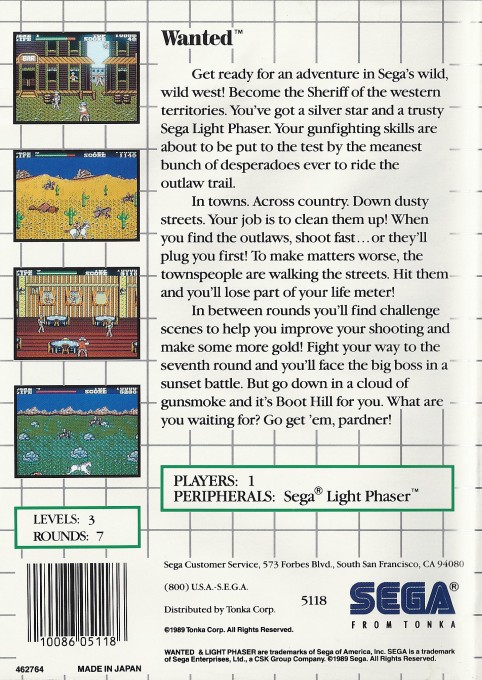 Wanted™
Get ready for an adventure in Sega's wild,
wild west! Become the Sheriff of the western
territories. You've got a silver star and a trusty
Sega Light Phaser. Your gunfighting skills are
about to be put to the test by the meanest
bunch of desperadoes ever to ride the
outlaw trail.
In towns. Across country. Down dusty
streets. Your job is to clean them up! When
you find the outlaws, shoot fast...or they'll
plug you first! To make matters worse, the
townspeople are walking the streets. Hit them
and you'll lose part of your life meter!
In between rounds you'll find challenge
scenes to help you improve your shooting and
make some more gold! Fight your way to the
seventh round and you'll face the big boss in a
sunset battle. But go down in a cloud of
gunsmoke and it's Boot Hill for you. What are
you waiting for? Go get 'em, pardner!
PLAYERS: 1
PERIPHERALS: Sega® Light Phaser™
LEVELS: 3
ROUNDS: 7
Sega Customer Service, 573 Forbes Blvd., South San Francisco, CA 94080
(800) U.S.A.-S.E.G.A.
Distributed by Tonka Corp.
5118
SEGA®
FROM TONKA
©1989 Tonka Corp. All Rights Reserved.
10086 05118
WANTED & LIGHT PHASER are trademarks of Sega of America, Inc. SEGA is a trademark
of Sega Enterprises, Ltd., a CSK Group Company. ©1989 Sega. All Rights Reserved.
462764
MADE IN JAPAN